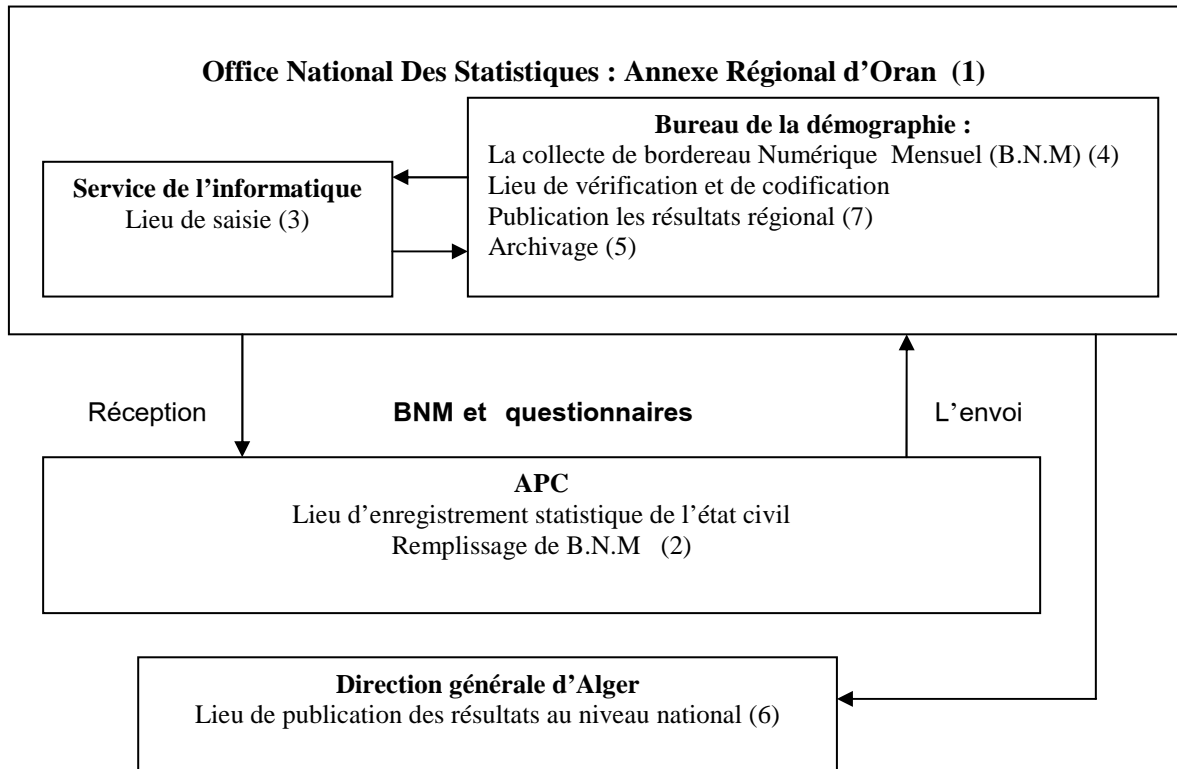 Office National Des Statistiques : Annexe Régional d’Oran (1)
Bureau de la démographie :
La collecte de bordereau Numérique Mensuel (B.N.M) (4)
Lieu de vérification et de codification
Publication les résultats régional (7)
Archivage (5)
Service de l’informatique
Lieu de saisie (3)
Réception
BNM et questionnaires
L’envoi
APC
Lieu d’enregistrement statistique de l’état civil
Remplissage de B.N.M (2)
Direction générale d’Alger
Lieu de publication des résultats au niveau national (6)